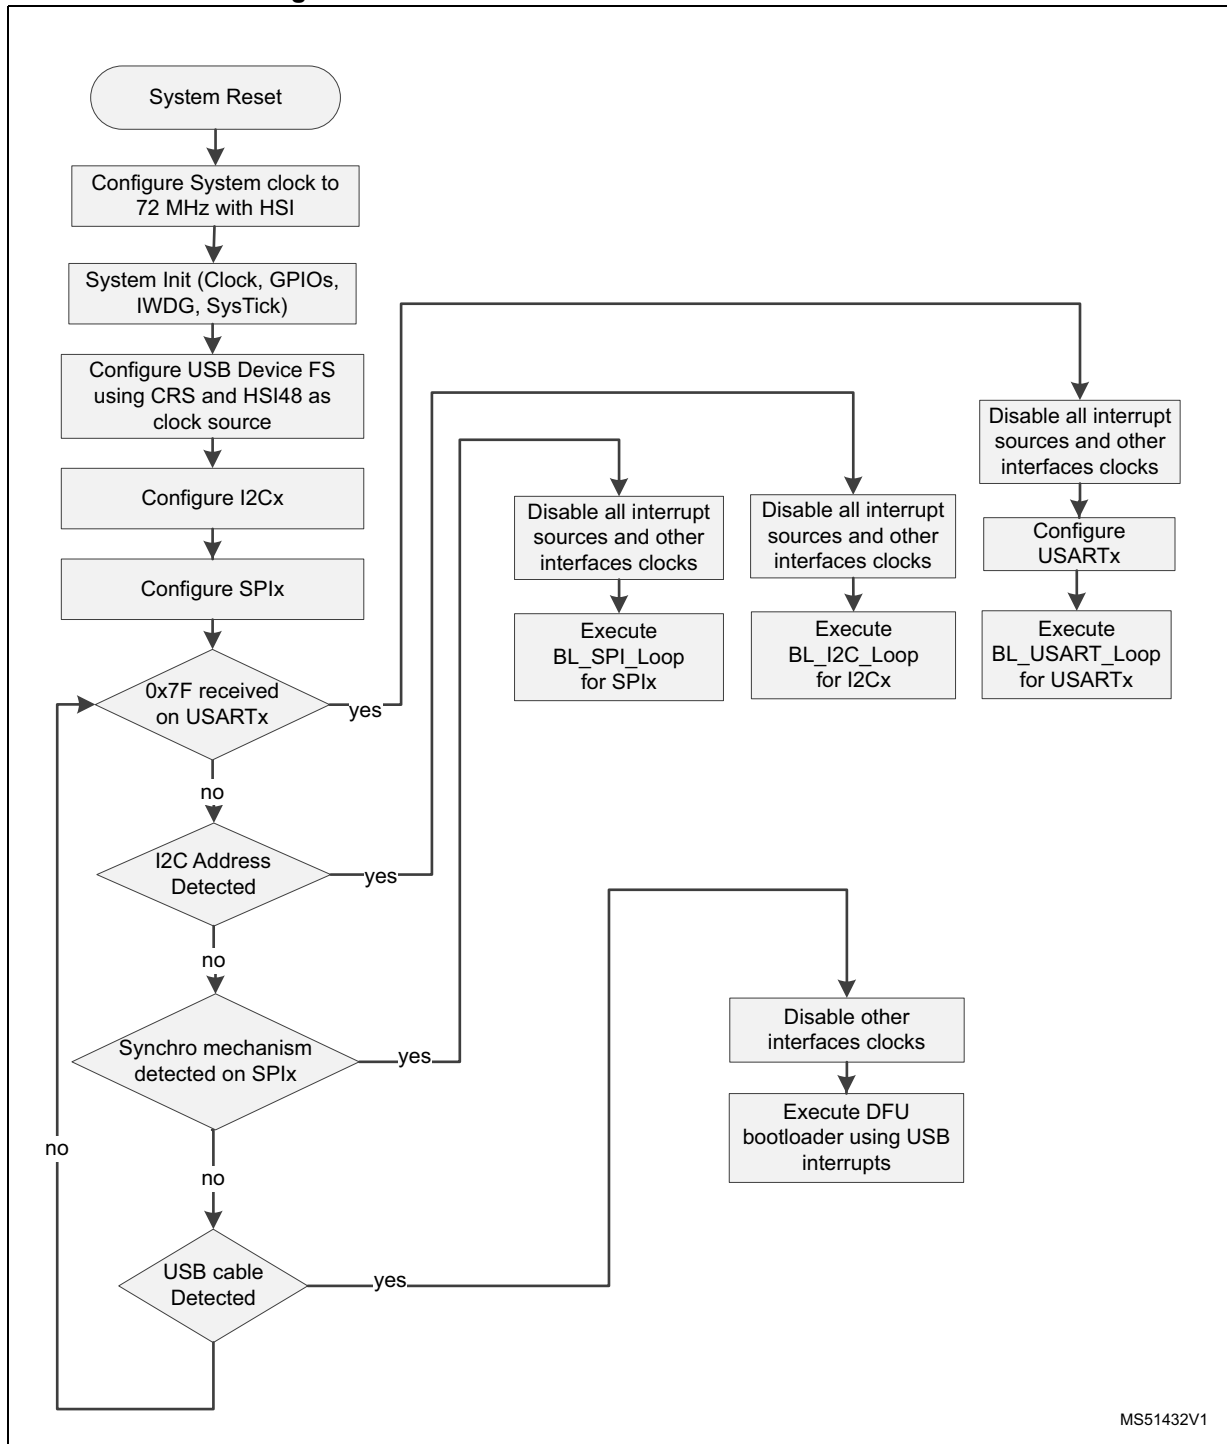 System Reset
Configure System clock to
72 MHz with HSI
System Init (Clock, GPIOs,
IWDG, SysTick)
Configure USB Device FS
using CRS and HSI48 as
clock source
Configure I2Cx
Configure SPIx
0x7F received
on USARTx
yes
no
I2C Address
Detected
yes
no
Synchro mechanism
detected on SPIx
yes
no
USB cable
Detected
yes
no
Disable all interrupt
sources and other
interfaces clocks
Execute
BL_SPI_Loop
for SPIx
Disable all interrupt
sources and other
interfaces clocks
Execute
BL_I2C_Loop
for I2Cx
Disable all interrupt
sources and other
interfaces clocks
Configure
USARTx
Execute
BL_USART_Loop
for USARTx
Disable other
interfaces clocks
Execute DFU
bootloader using USB
interrupts
MS51432V1